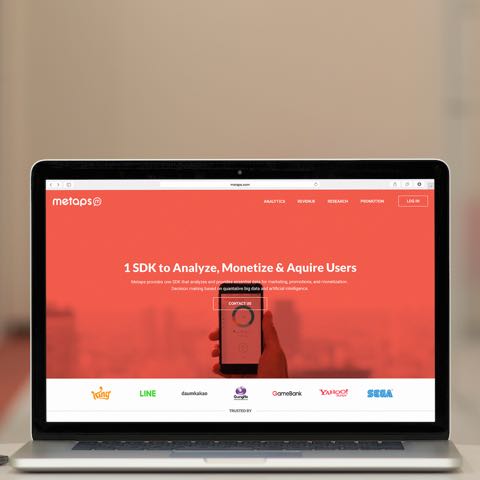 metaps.com
metaps
ANALYTICS REVENUE RESEARCH PROMOTION LOG IN
1 SDK to Analyze, Monetize & Aquire Users
Metaps provides one SDK that analyzes and provides essential data for marketing, promotions, and monetization.
Decision making based on quantative big data and artificial intelligence.
CONTACT US
King LINE daumkakao GungHo GameBank YAHOO! SEGA
TRUSTED BY